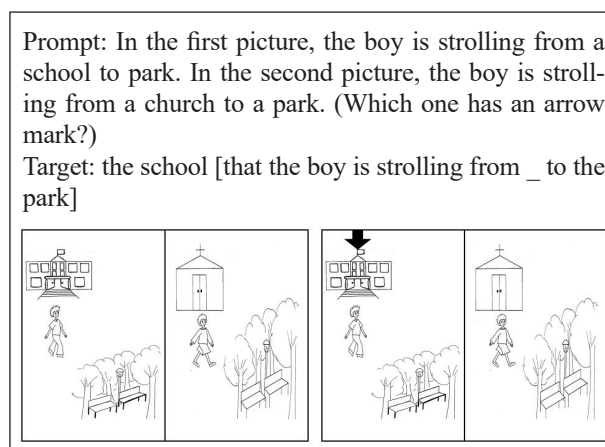 Prompt: In the first picture, the boy is strolling from a
school to park. In the second picture, the boy is stroll-
ing from a church to a park. (Which one has an arrow
mark?)
Target: the school [that the boy is strolling from _ to the
park]